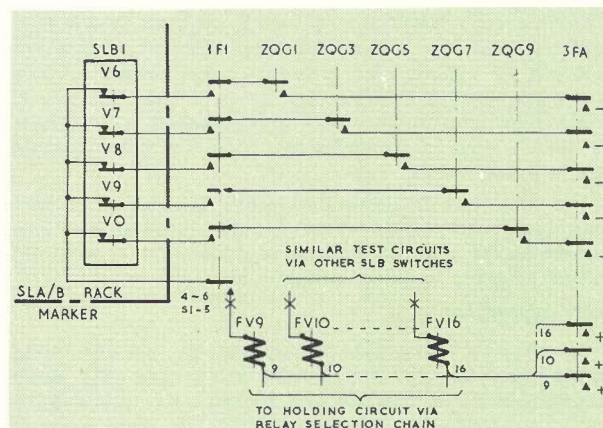 SLB1 1F1 ZQG1 ZQG3 ZQG5 ZQG7 ZQG9 3FA
V6
V7
V8
V9
V0
SIMILAR TEST CIRCUITS
VIA OTHER SLB SWITCHES
SLA/B RACK
MARKER
4~6
S1-5
FV9 FV10 FV16
9 10 16
16
10
9
TO HOLDING CIRCUIT VIA
RELAY SELECTION CHAIN